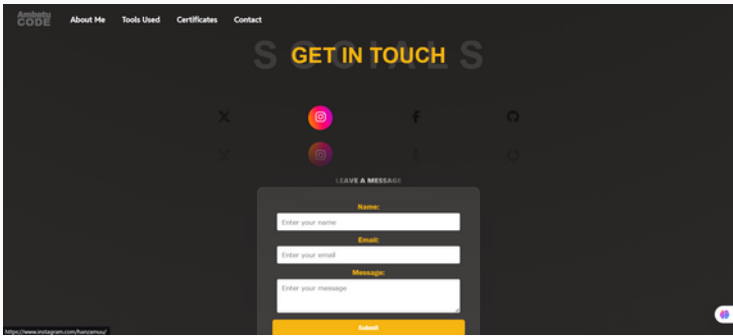 Ambatu
CODE
About Me Tools Used Certificates Contact
SOCIALS
GET IN TOUCH
LEAVE A MESSAGE
Name:
Enter your name
Email:
Enter your email
Message:
Enter your message
Submit
https://www.instagram.com/hanzamuu/